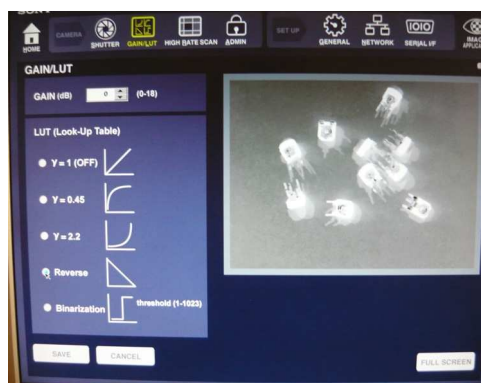 SONY
HOME
CAMERA
SHUTTER
GAIN/LUT
HIGH RATE SCAN
ADMIN
SET UP
GENERAL
NETWORK
IOIO
SERIAL I/F
GAIN/LUT
GAIN (dB) 0 (0-18)
LUT (Look-Up Table)
γ = 1 (OFF)
γ = 0.45
γ = 2.2
Reverse
Binarization threshold (1-1023)
SAVE
CANCEL
FULL SCREEN